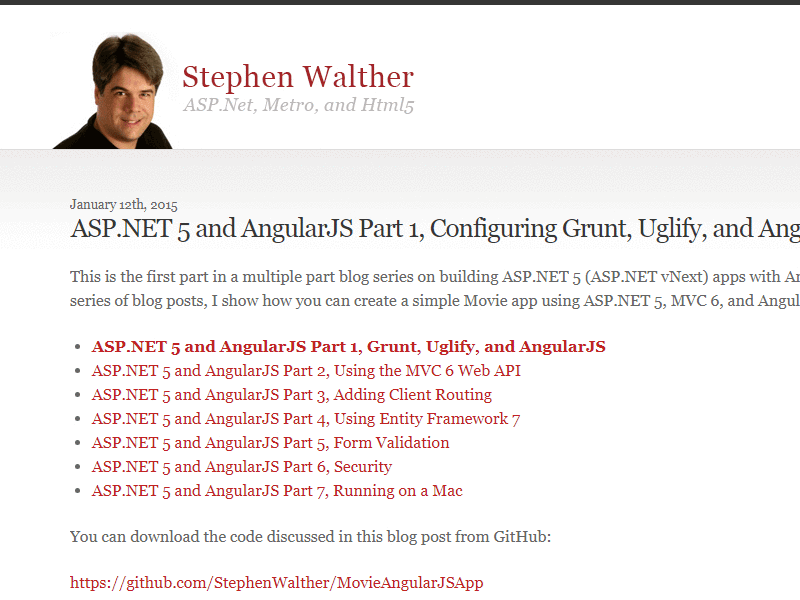 Stephen Walther
ASP.Net, Metro, and Html5
January 12th, 2015
ASP.NET 5 and AngularJS Part 1, Configuring Grunt, Uglify, and Ang
This is the first part in a multiple part blog series on building ASP.NET 5 (ASP.NET vNext) apps with An
series of blog posts, I show how you can create a simple Movie app using ASP.NET 5, MVC 6, and Angul
ASP.NET 5 and AngularJS Part 1, Grunt, Uglify, and AngularJS
ASP.NET 5 and AngularJS Part 2, Using the MVC 6 Web API
ASP.NET 5 and AngularJS Part 3, Adding Client Routing
ASP.NET 5 and AngularJS Part 4, Using Entity Framework 7
ASP.NET 5 and AngularJS Part 5, Form Validation
ASP.NET 5 and AngularJS Part 6, Security
ASP.NET 5 and AngularJS Part 7, Running on a Mac
You can download the code discussed in this blog post from GitHub:
https://github.com/StephenWalther/MovieAngularJSApp